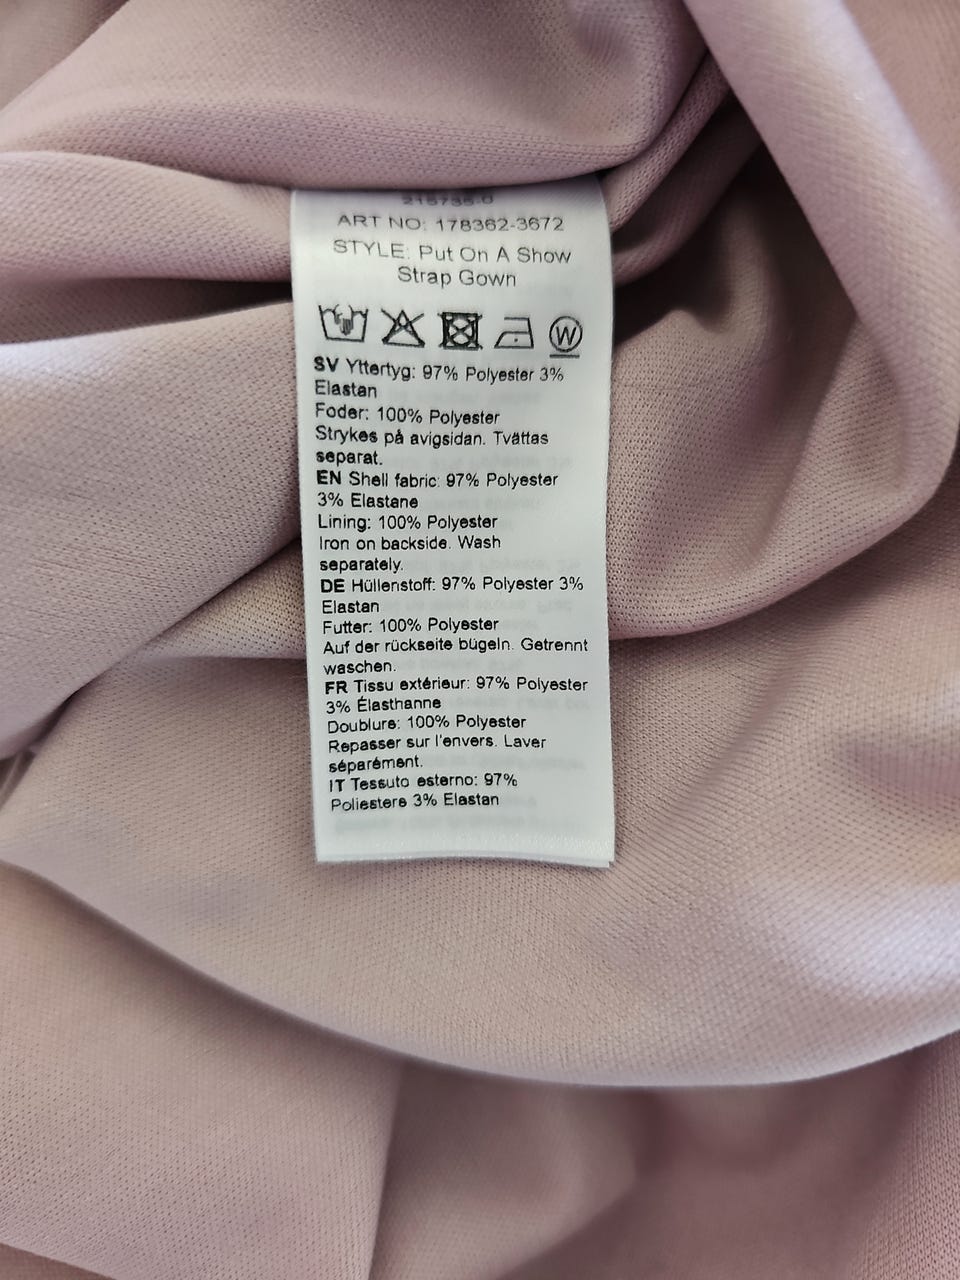 215735-0
ART NO: 178362-3672
STYLE: Put On A Show
Strap Gown
W
SV Yttertyg: 97% Polyester 3%
Elastan
Foder: 100% Polyester
Strykes på avigsidan. Tvättas
separat.
EN Shell fabric: 97% Polyester
3% Elastane
Lining: 100% Polyester
Iron on backside. Wash
separately.
DE Hüllenstoff: 97% Polyester 3%
Elastan
Futter: 100% Polyester
Auf der rückseite bügeln. Getrennt
waschen.
FR Tissu extérieur: 97% Polyester
3% Élasthanne
Doublure: 100% Polyester
Repasser sur l'envers. Laver
séparément.
IT Tessuto esterno: 97%
Poliestere 3% Elastan